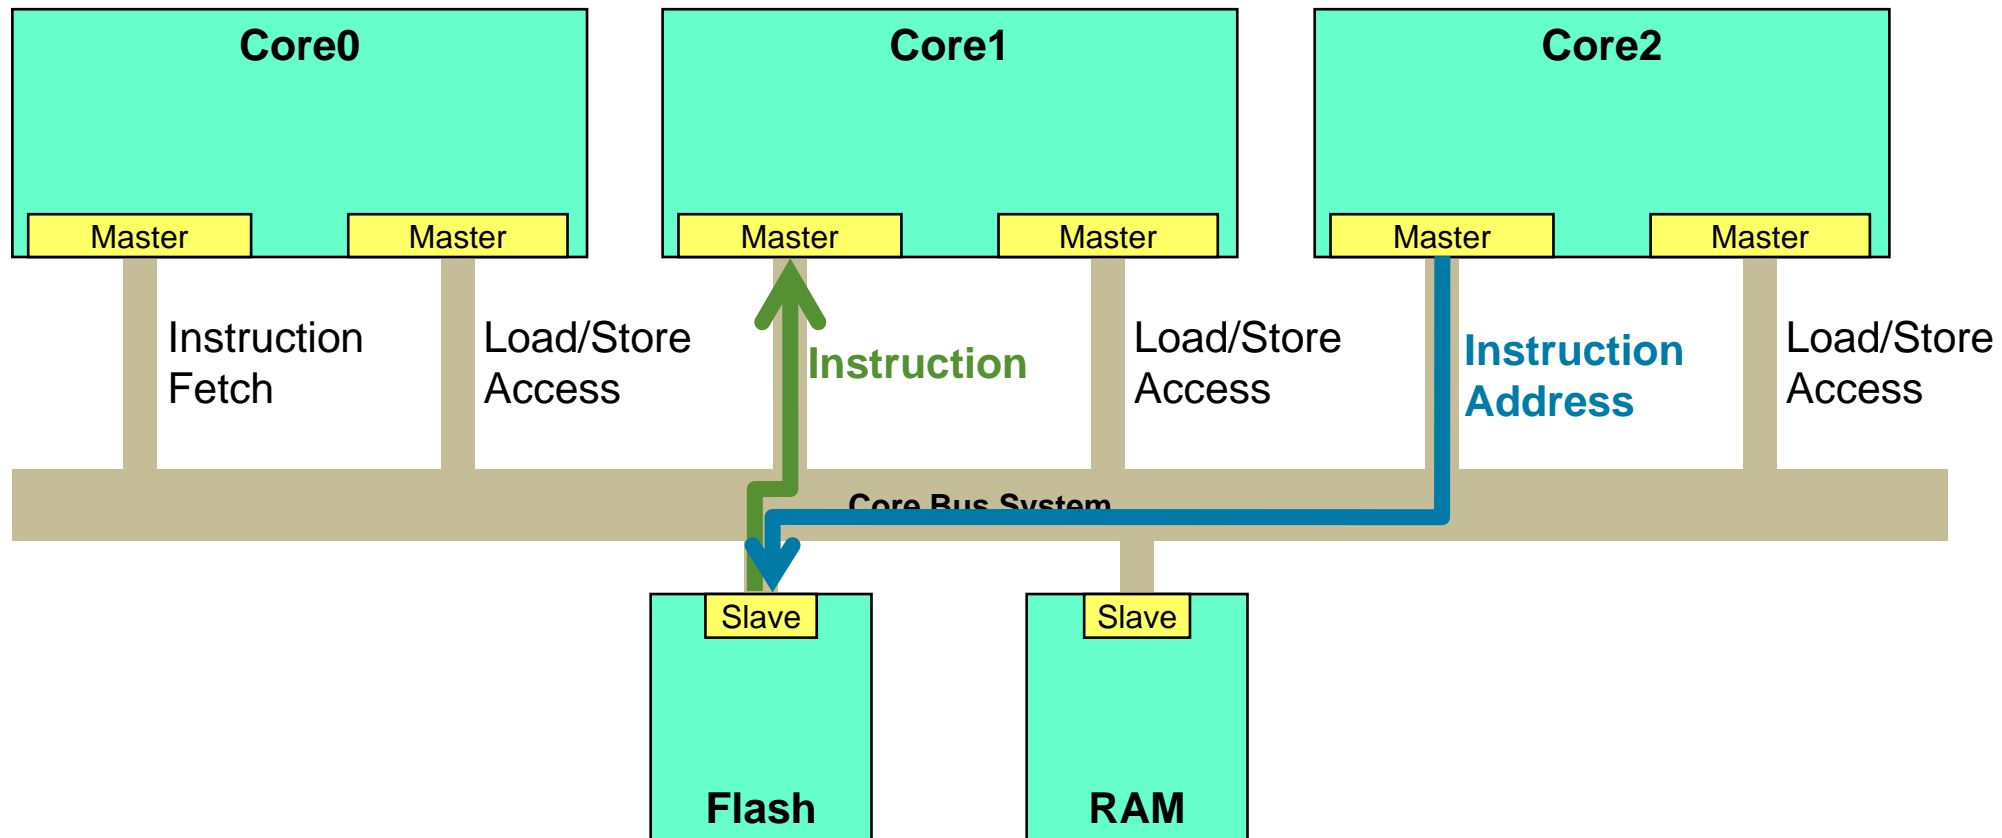 Core0
Core1
Core2
Master
Master
Master
Master
Master
Master
Instruction
Fetch
Load/Store
Access
Instruction
Load/Store
Access
Instruction
Address
Load/Store
Access
Core Bus System
Slave
Slave
Flash
RAM